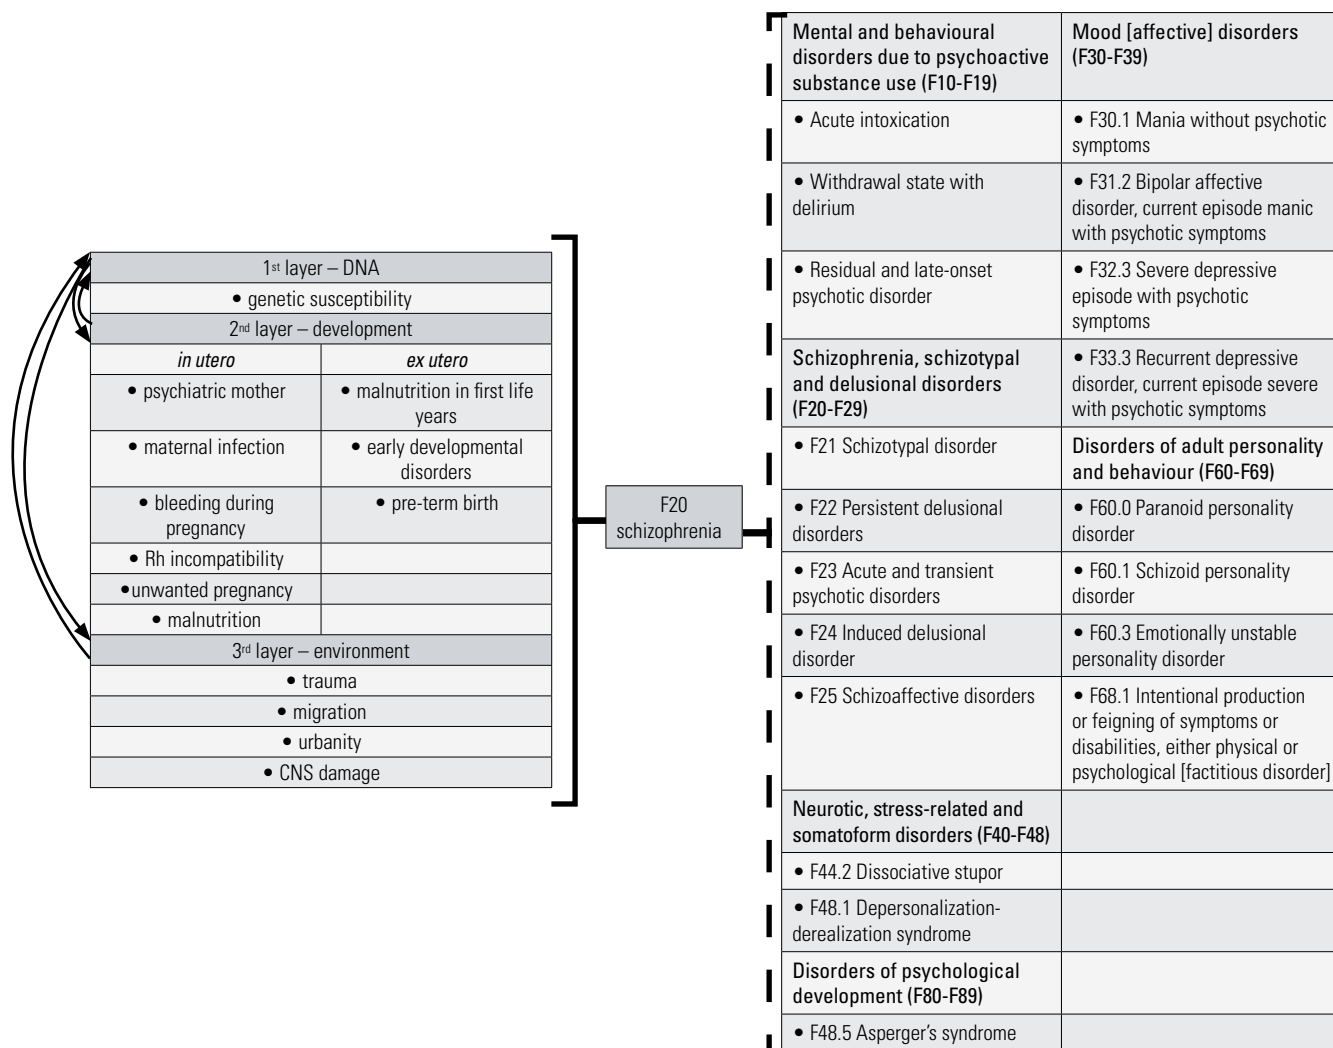 1st layer – DNA
• genetic susceptibility
2nd layer – development
in utero
ex utero
• psychiatric mother
• malnutrition in first life
years
• maternal infection
• early developmental
disorders
• bleeding during
pregnancy
• pre-term birth
• Rh incompatibility
•unwanted pregnancy
• malnutrition
3rd layer – environment
• trauma
• migration
• urbanity
• CNS damage
F20
schizophrenia
Mental and behavioural
disorders due to psychoactive
substance use (F10-F19)
Mood [affective] disorders
(F30-F39)
• Acute intoxication
• F30.1 Mania without psychotic
symptoms
• Withdrawal state with
delirium
• F31.2 Bipolar affective
disorder, current episode manic
with psychotic symptoms
• Residual and late-onset
psychotic disorder
• F32.3 Severe depressive
episode with psychotic
symptoms
Schizophrenia, schizotypal
and delusional disorders
(F20-F29)
• F33.3 Recurrent depressive
disorder, current episode severe
with psychotic symptoms
• F21 Schizotypal disorder
Disorders of adult personality
and behaviour (F60-F69)
• F22 Persistent delusional
disorders
• F60.0 Paranoid personality
disorder
• F23 Acute and transient
psychotic disorders
• F60.1 Schizoid personality
disorder
• F24 Induced delusional
disorder
• F60.3 Emotionally unstable
personality disorder
• F25 Schizoaffective disorders
• F68.1 Intentional production
or feigning of symptoms or
disabilities, either physical or
psychological [factitious disorder]
Neurotic, stress-related and
somatoform disorders (F40-F48)
• F44.2 Dissociative stupor
• F48.1 Depersonalization-
derealization syndrome
Disorders of psychological
development (F80-F89)
• F48.5 Asperger's syndrome